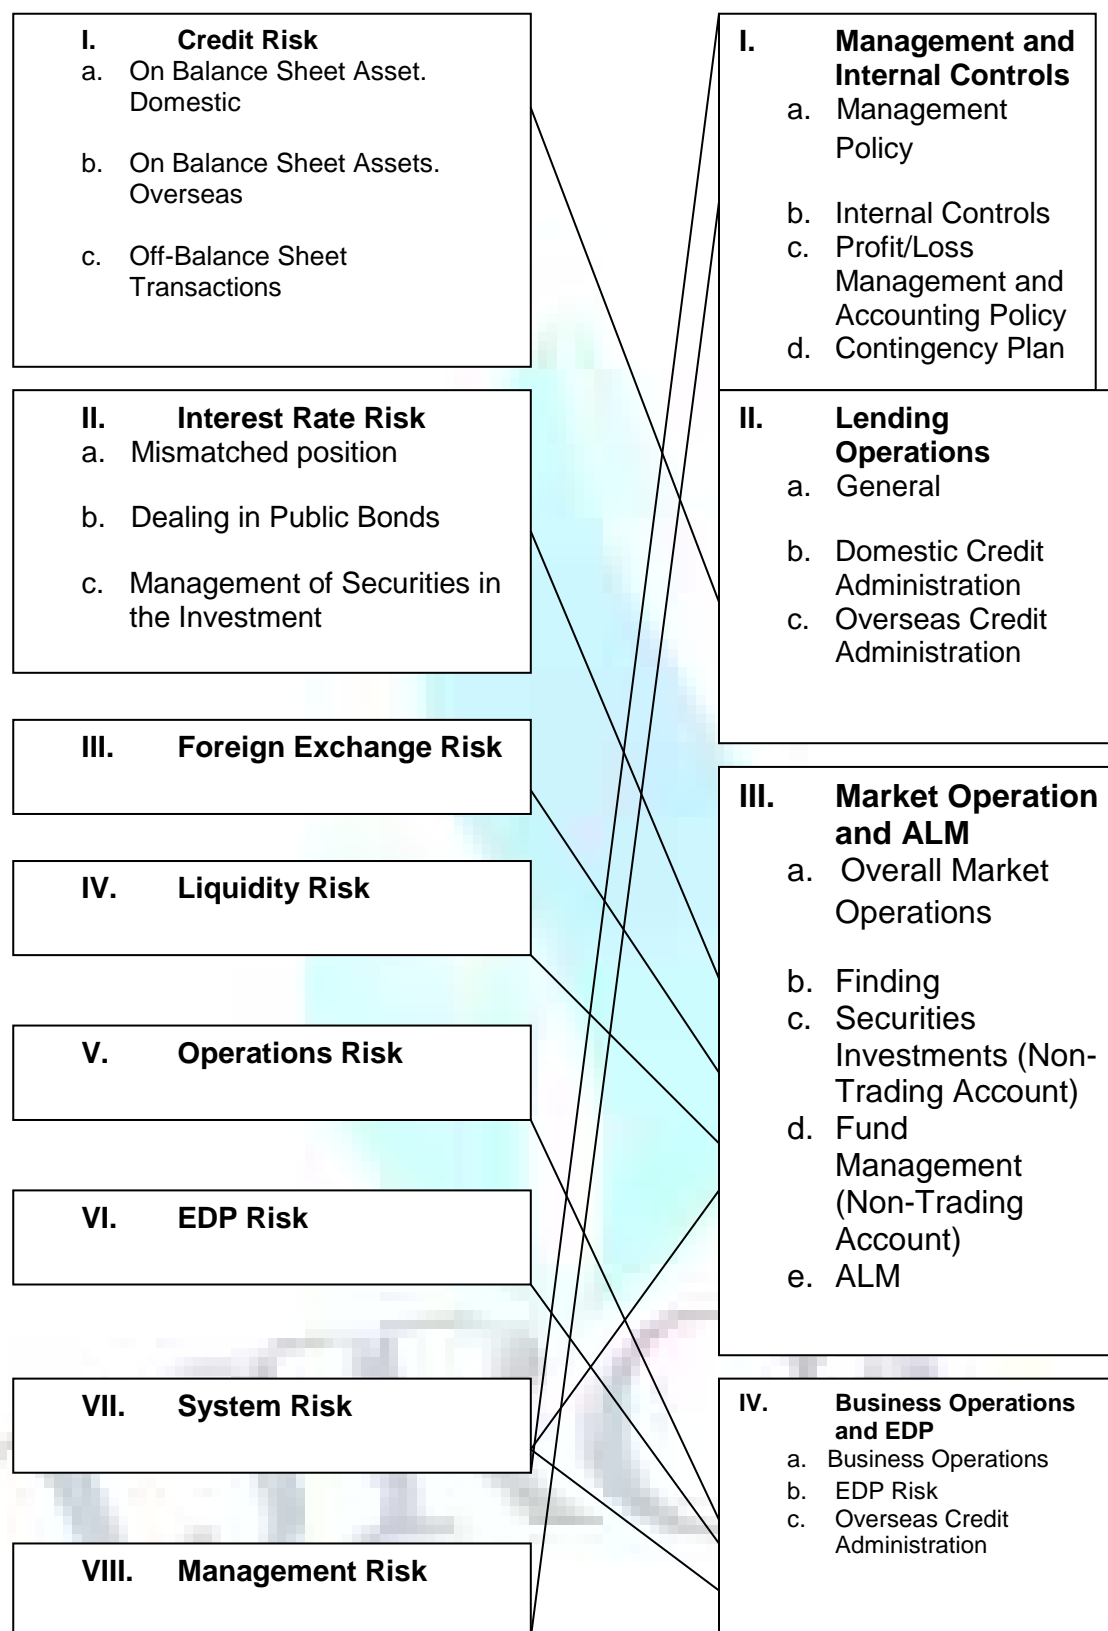 I. Credit Risk
a. On Balance Sheet Asset.
Domestic
b. On Balance Sheet Assets.
Overseas
c. Off-Balance Sheet
Transactions
II. Interest Rate Risk
a. Mismatched position
b. Dealing in Public Bonds
c. Management of Securities in
the Investment
III. Foreign Exchange Risk
IV. Liquidity Risk
V. Operations Risk
VI. EDP Risk
VII. System Risk
VIII. Management Risk
I. Management and
Internal Controls
a. Management
Policy
b. Internal Controls
c. Profit/Loss
Management and
Accounting Policy
d. Contingency Plan
II. Lending
Operations
a. General
b. Domestic Credit
Administration
c. Overseas Credit
Administration
III. Market Operation
and ALM
a. Overall Market
Operations
b. Finding
c. Securities
Investments (Non-
Trading Account)
d. Fund
Management
(Non-Trading
Account)
e. ALM
IV. Business Operations
and EDP
a. Business Operations
b. EDP Risk
c. Overseas Credit
Administration